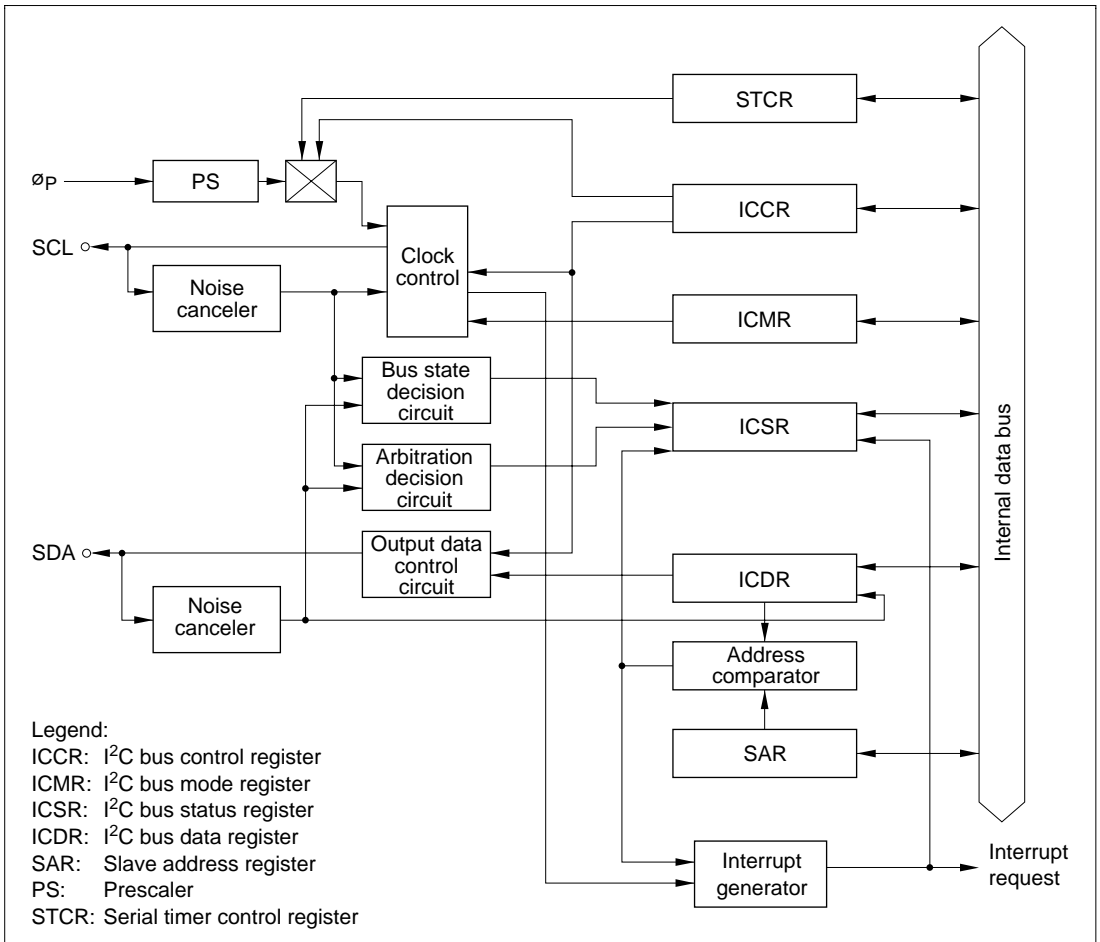 STCR
øP
PS
ICCR
SCL
Clock
control
Noise
canceler
ICMR
Bus state
decision
circuit
ICSR
Arbitration
decision
circuit
Internal data bus
SDA
Output data
control
circuit
ICDR
Noise
canceler
Address
comparator
SAR
Interrupt
generator
Interrupt
request
Legend:
ICCR: I²C bus control register
ICMR: I²C bus mode register
ICSR: I²C bus status register
ICDR: I²C bus data register
SAR: Slave address register
PS: Prescaler
STCR: Serial timer control register